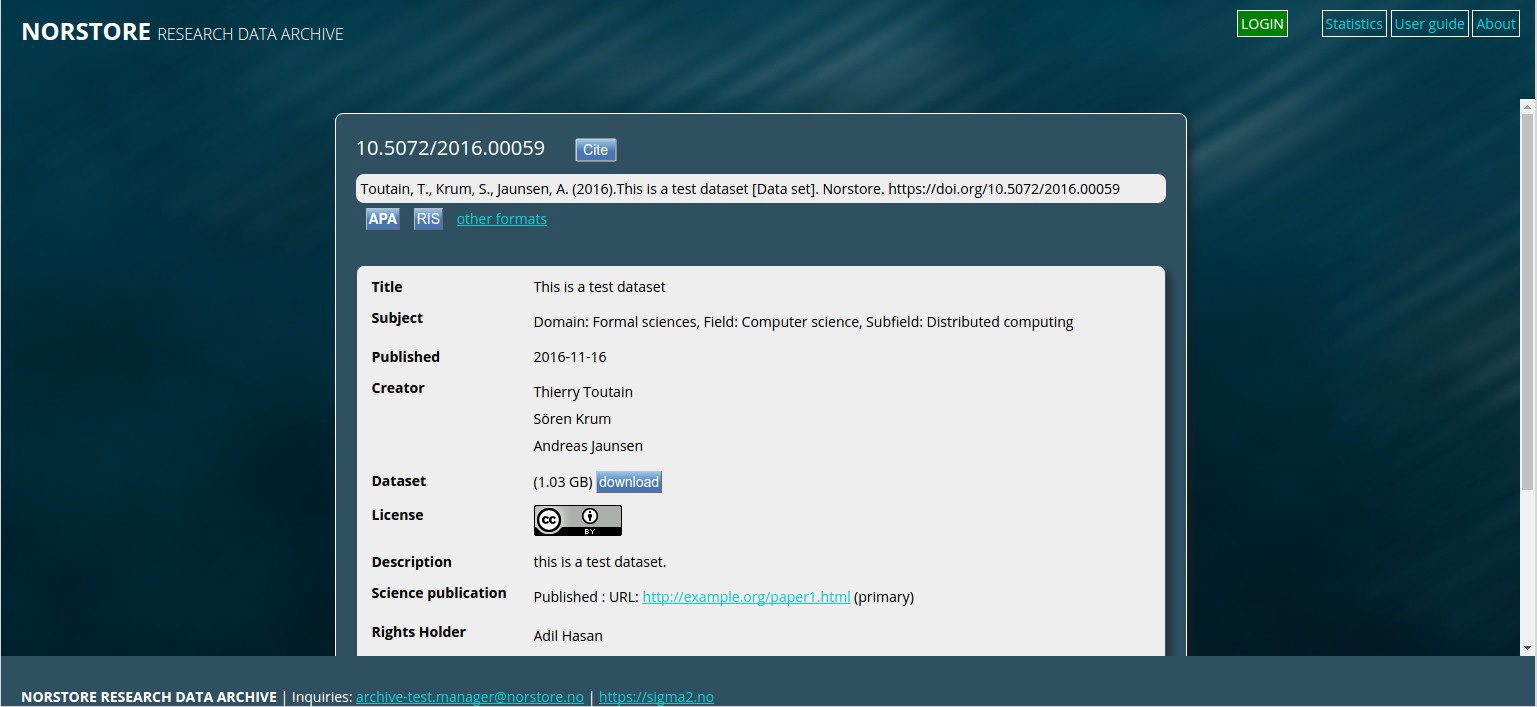 NORSTORE RESEARCH DATA ARCHIVE
LOGIN Statistics User guide About
10.5072/2016.00059 Cite
Toutain, T., Krum, S., Jaunsen, A. (2016).This is a test dataset [Data set]. Norstore. https://doi.org/10.5072/2016.00059
APA RIS other formats
Title This is a test dataset
Subject Domain: Formal sciences, Field: Computer science, Subfield: Distributed computing
Published 2016-11-16
Creator Thierry Toutain
Sören Krum
Andreas Jaunsen
Dataset (1.03 GB) download
License cc BY
Description this is a test dataset.
Science publication Published : URL: http://example.org/paper1.html (primary)
Rights Holder Adil Hasan
NORSTORE RESEARCH DATA ARCHIVE | Inquiries: archive-test.manager@norstore.no | https://sigma2.no